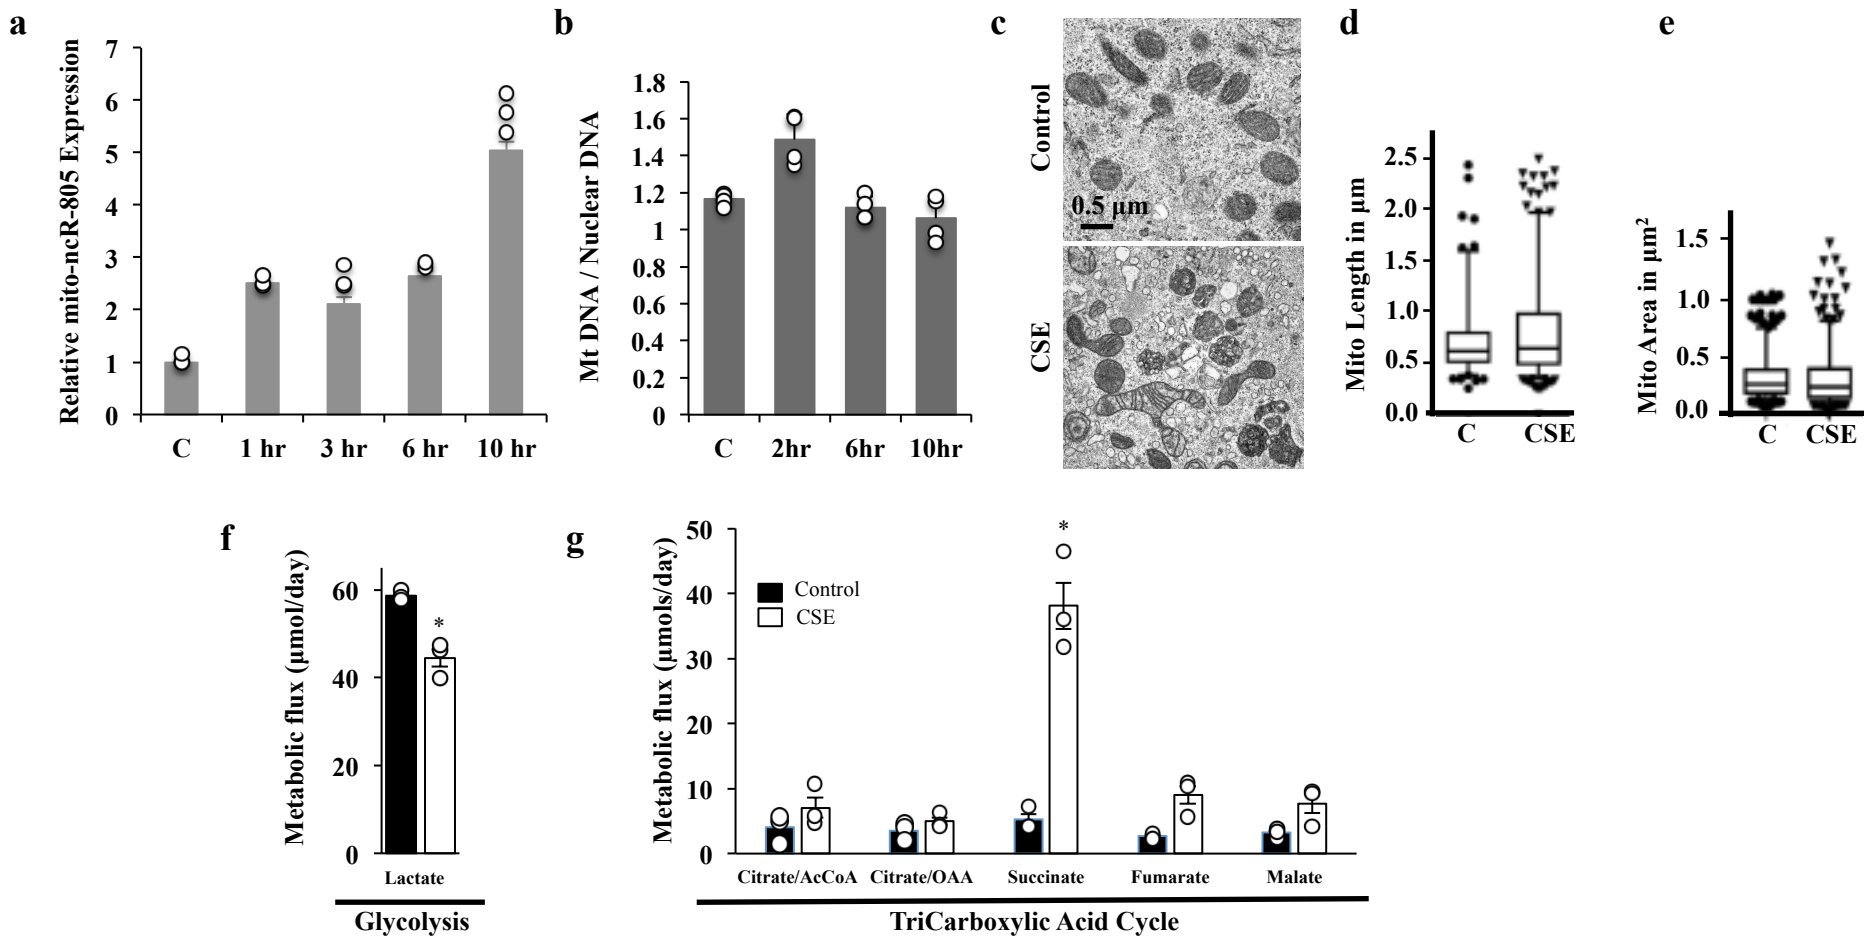 a
Relative mito-ncR-805 Expression
7
6
5
4
3
2
1
0
C 1 hr 3 hr 6 hr 10 hr
b
Mt DNA / Nuclear DNA
1.8
1.6
1.4
1.2
1
0.8
0.6
0.4
0.2
0
C 2hr 6hr 10hr
c
Control
0.5 µm
CSE
d
Mito Length in µm
2.5
2.0
1.5
1.0
0.5
0.0
C CSE
e
Mito Area in µm²
1.5
1.0
0.5
0.0
C CSE
f
Metabolic flux (µmol/day)
60
40
20
0
*
Lactate
Glycolysis
g
Metabolic flux (µmols/day)
50
40
30
20
10
0
Control
CSE
*
Citrate/AcCoA Citrate/OAA Succinate Fumarate Malate
TriCarboxylic Acid Cycle